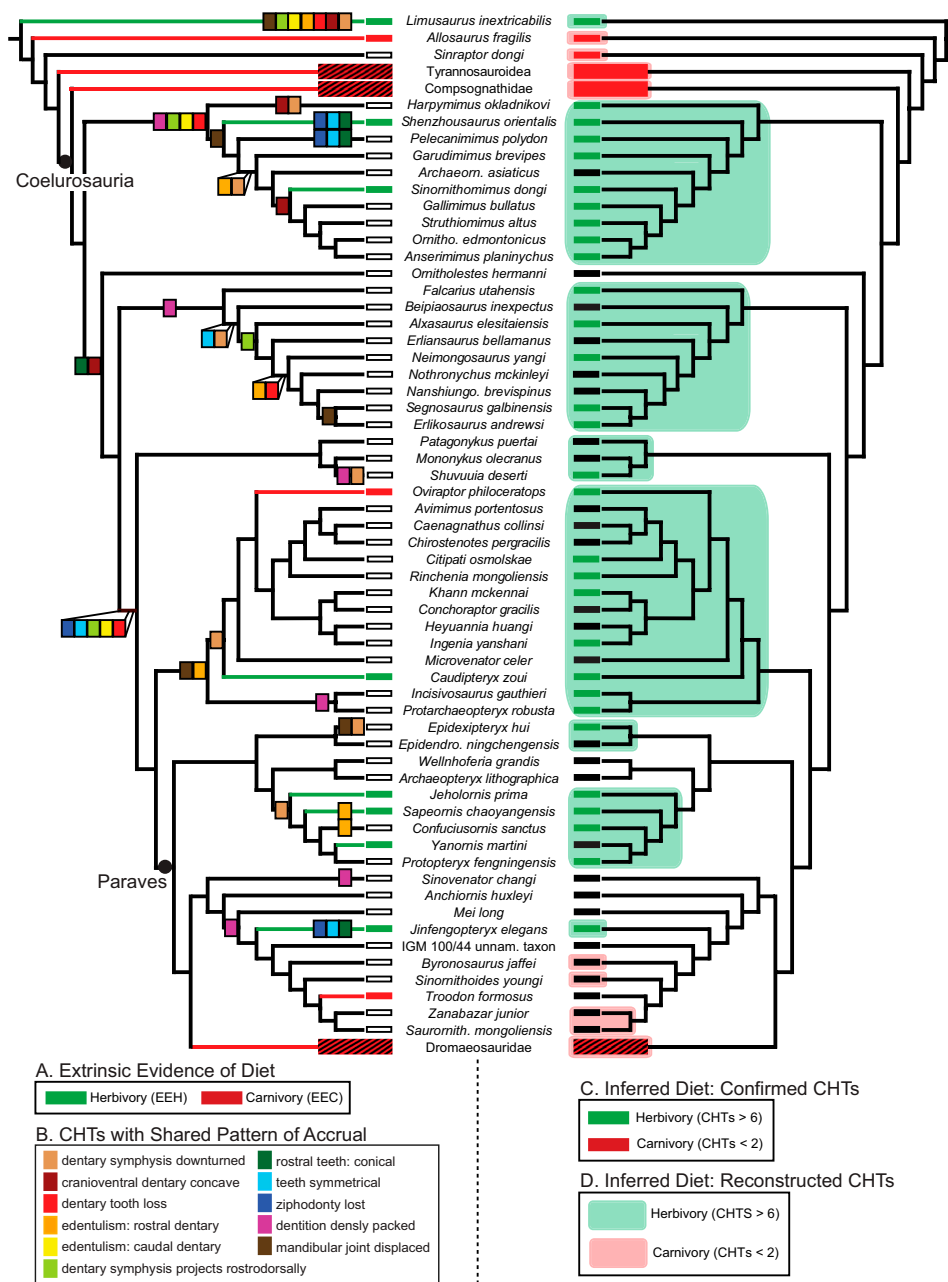 Limusaurus inextricabilis
Allosaurus fragilis
Sinraptor dongi
Tyrannosauroidea
Compsognathidae
Harpymimus okladnikovi
Shenzhousaurus orientalis
Pelecanimimus polydon
Garudimimus brevipes
Coelurosauria
Archaeorn. asiaticus
Sinornithomimus dongi
Gallimimus bullatus
Struthiomimus altus
Ornitho. edmontonicus
Anserimimus planinychus
Ornitholestes hermanni
Falcarius utahensis
Beipiaosaurus inexpectus
Alxasaurus elesitaiensis
Erliansaurus bellamanus
Neimongosaurus yangi
Nothronychus mckinleyi
Nanshiungo. brevispinus
Segnosaurus galbinensis
Erlikosaurus andrewsi
Patagonykus puertai
Mononykus olecranus
Shuvuuia deserti
Oviraptor philoceratops
Avimimus portentosus
Caenagnathus collinsi
Chirostenotes pergracilis
Citipati osmolskae
Rinchenia mongoliensis
Khann mckennai
Conchoraptor gracilis
Heyuannia huangi
Ingenia yanshani
Microvenator celer
Caudipteryx zoui
Incisivosaurus gauthieri
Protarchaeopteryx robusta
Epidexipteryx hui
Epidendro. ningchengensis
Wellnhoferia grandis
Archaeopteryx lithographica
Jeholornis prima
Sapeornis chaoyangensis
Confuciusornis sanctus
Yanornis martini
Protopteryx fengningensis
Paraves
Sinovenator changi
Anchiornis huxleyi
Mei long
Jinfengopteryx elegans
IGM 100/44 unnam. taxon
Byronosaurus jaffei
Sinornithoides youngi
Troodon formosus
Zanabazar junior
Saurornith. mongoliensis
Dromaeosauridae
A. Extrinsic Evidence of Diet
Herbivory (EEH) Carnivory (EEC)
B. CHTs with Shared Pattern of Accrual
dentary symphysis downturned
cranioventral dentary concave
dentary tooth loss
edentulism: rostral dentary
edentulism: caudal dentary
dentary symphysis projects rostrodorsally
rostral teeth: conical
teeth symmetrical
ziphodonty lost
dentition densly packed
mandibular joint displaced
C. Inferred Diet: Confirmed CHTs
Herbivory (CHTs > 6)
Carnivory (CHTs < 2)
D. Inferred Diet: Reconstructed CHTs
Herbivory (CHTS > 6)
Carnivory (CHTs < 2)